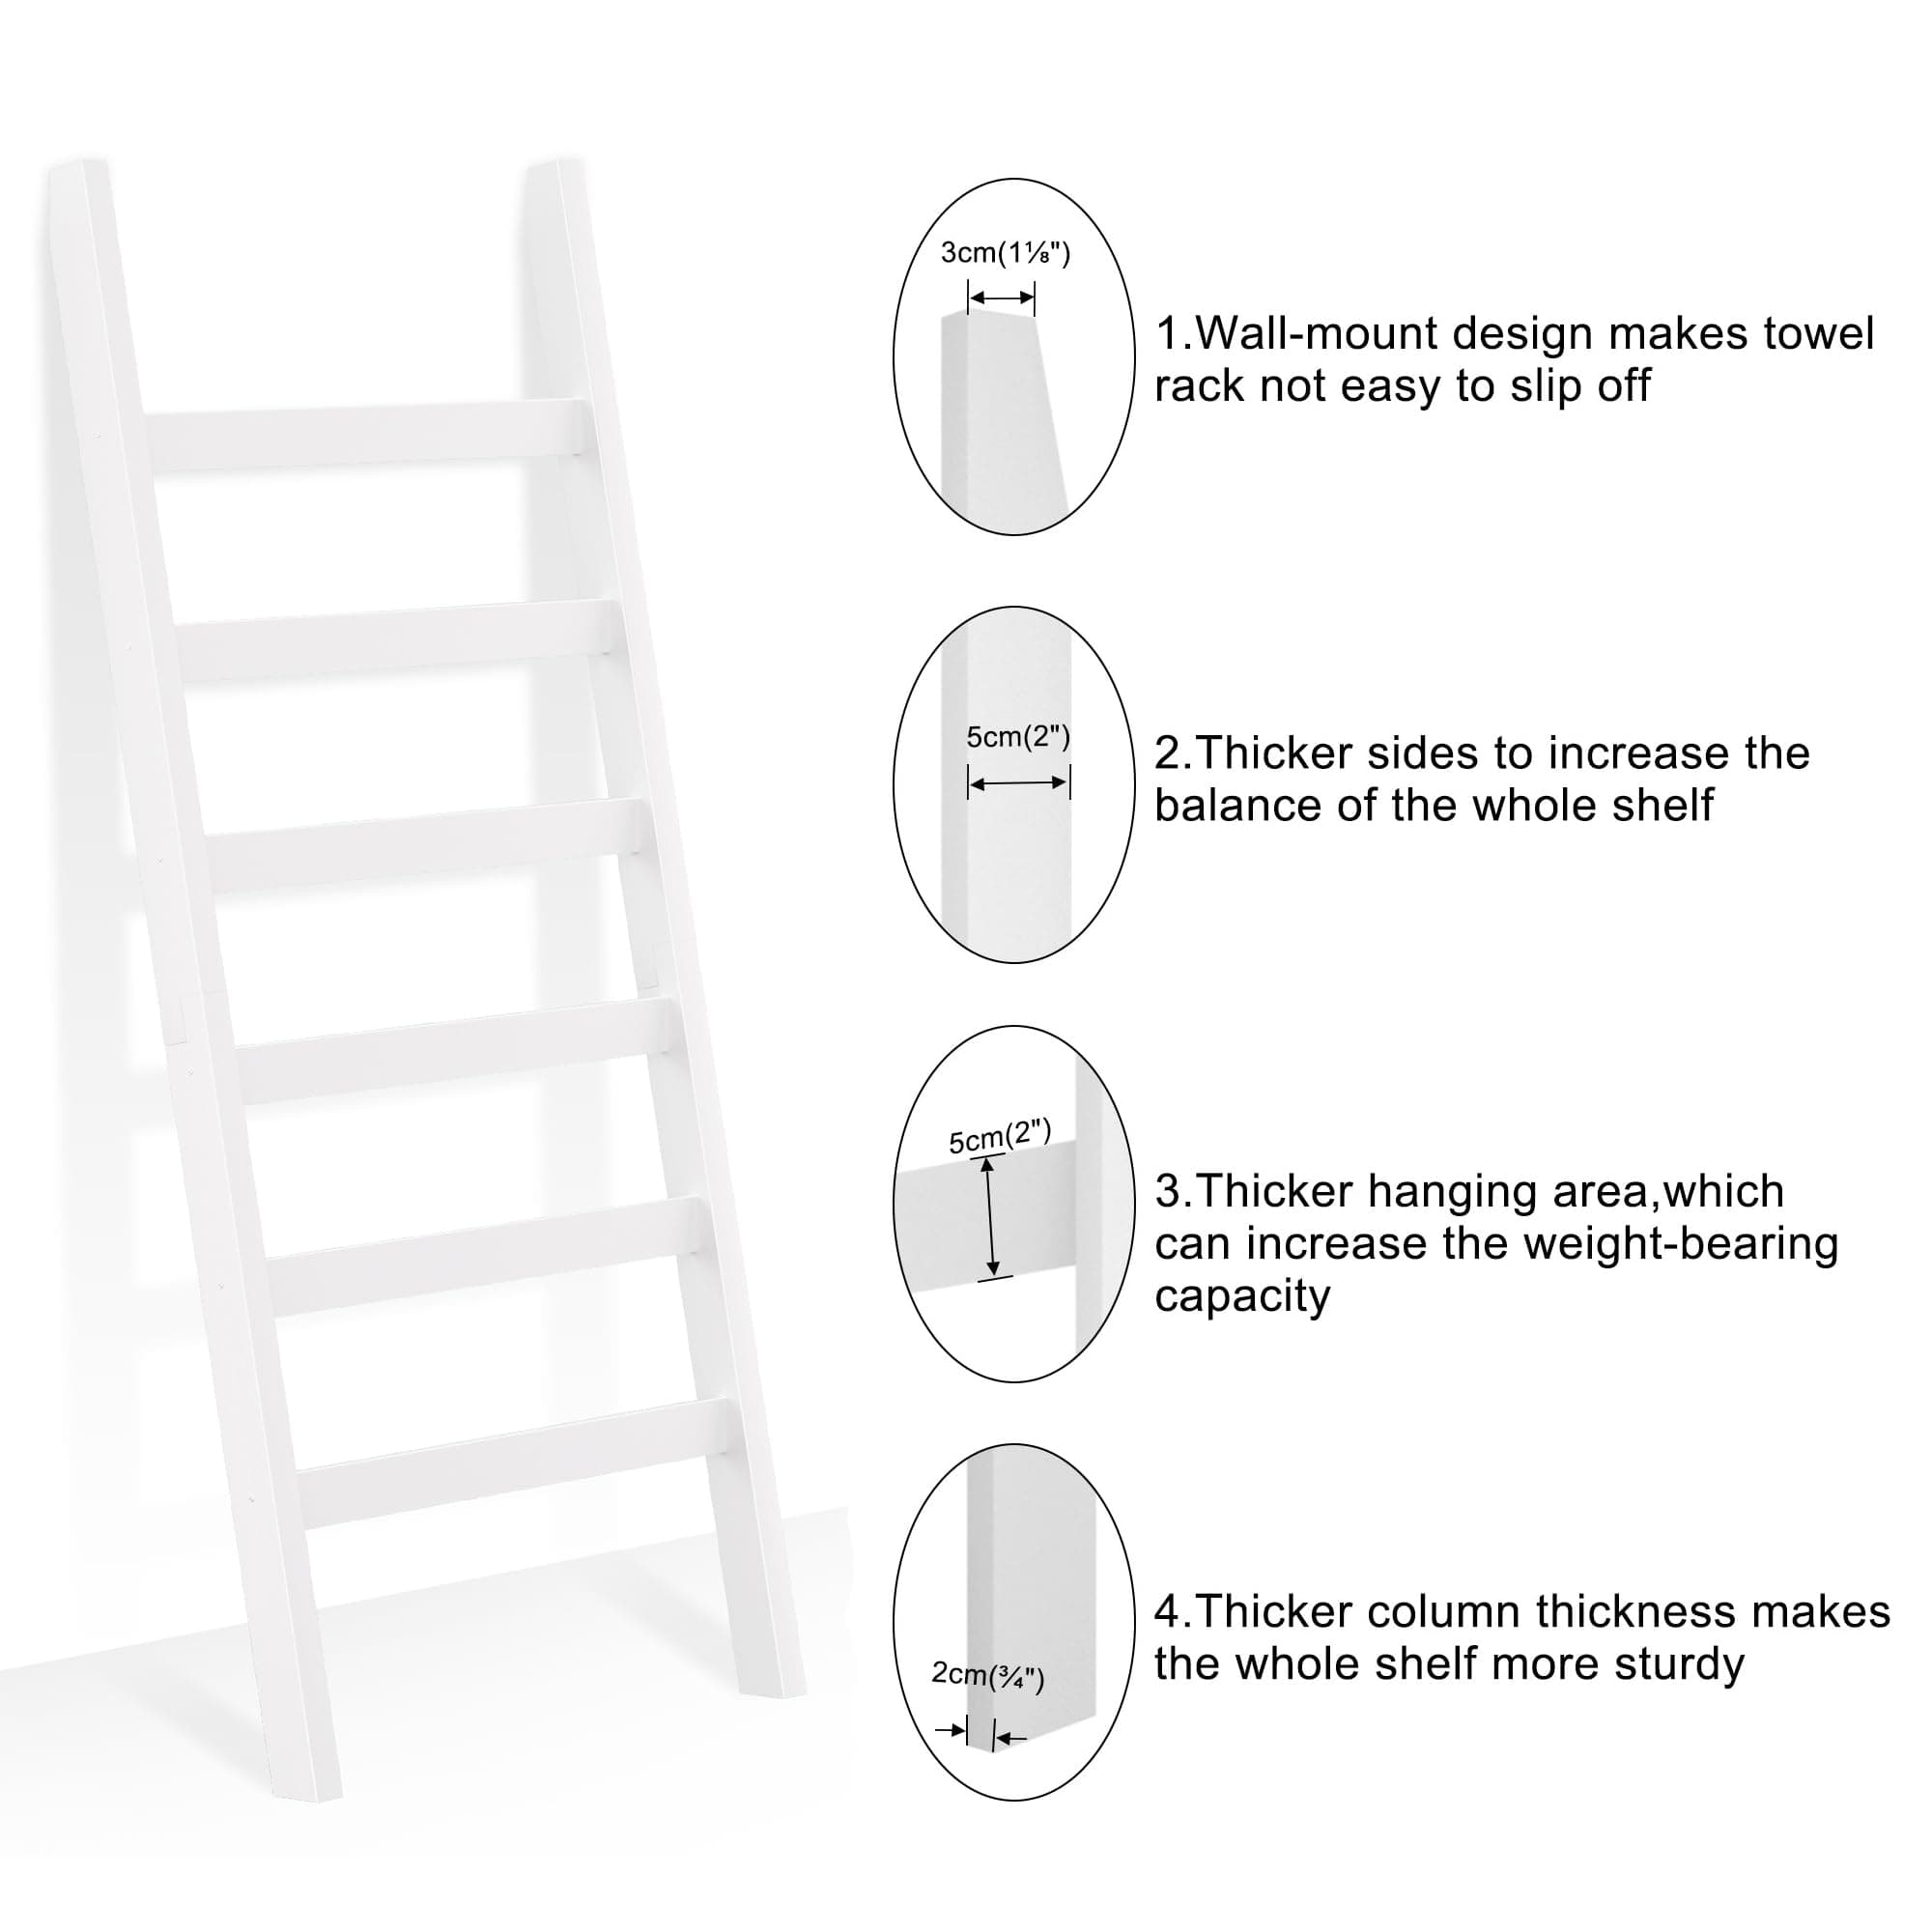 3cm(1⅛")
1.Wall-mount design makes towel
rack not easy to slip off
5cm(2")
2.Thicker sides to increase the
balance of the whole shelf
5cm(2")
3.Thicker hanging area,which
can increase the weight-bearing
capacity
2cm(¾")
4.Thicker column thickness makes
the whole shelf more sturdy